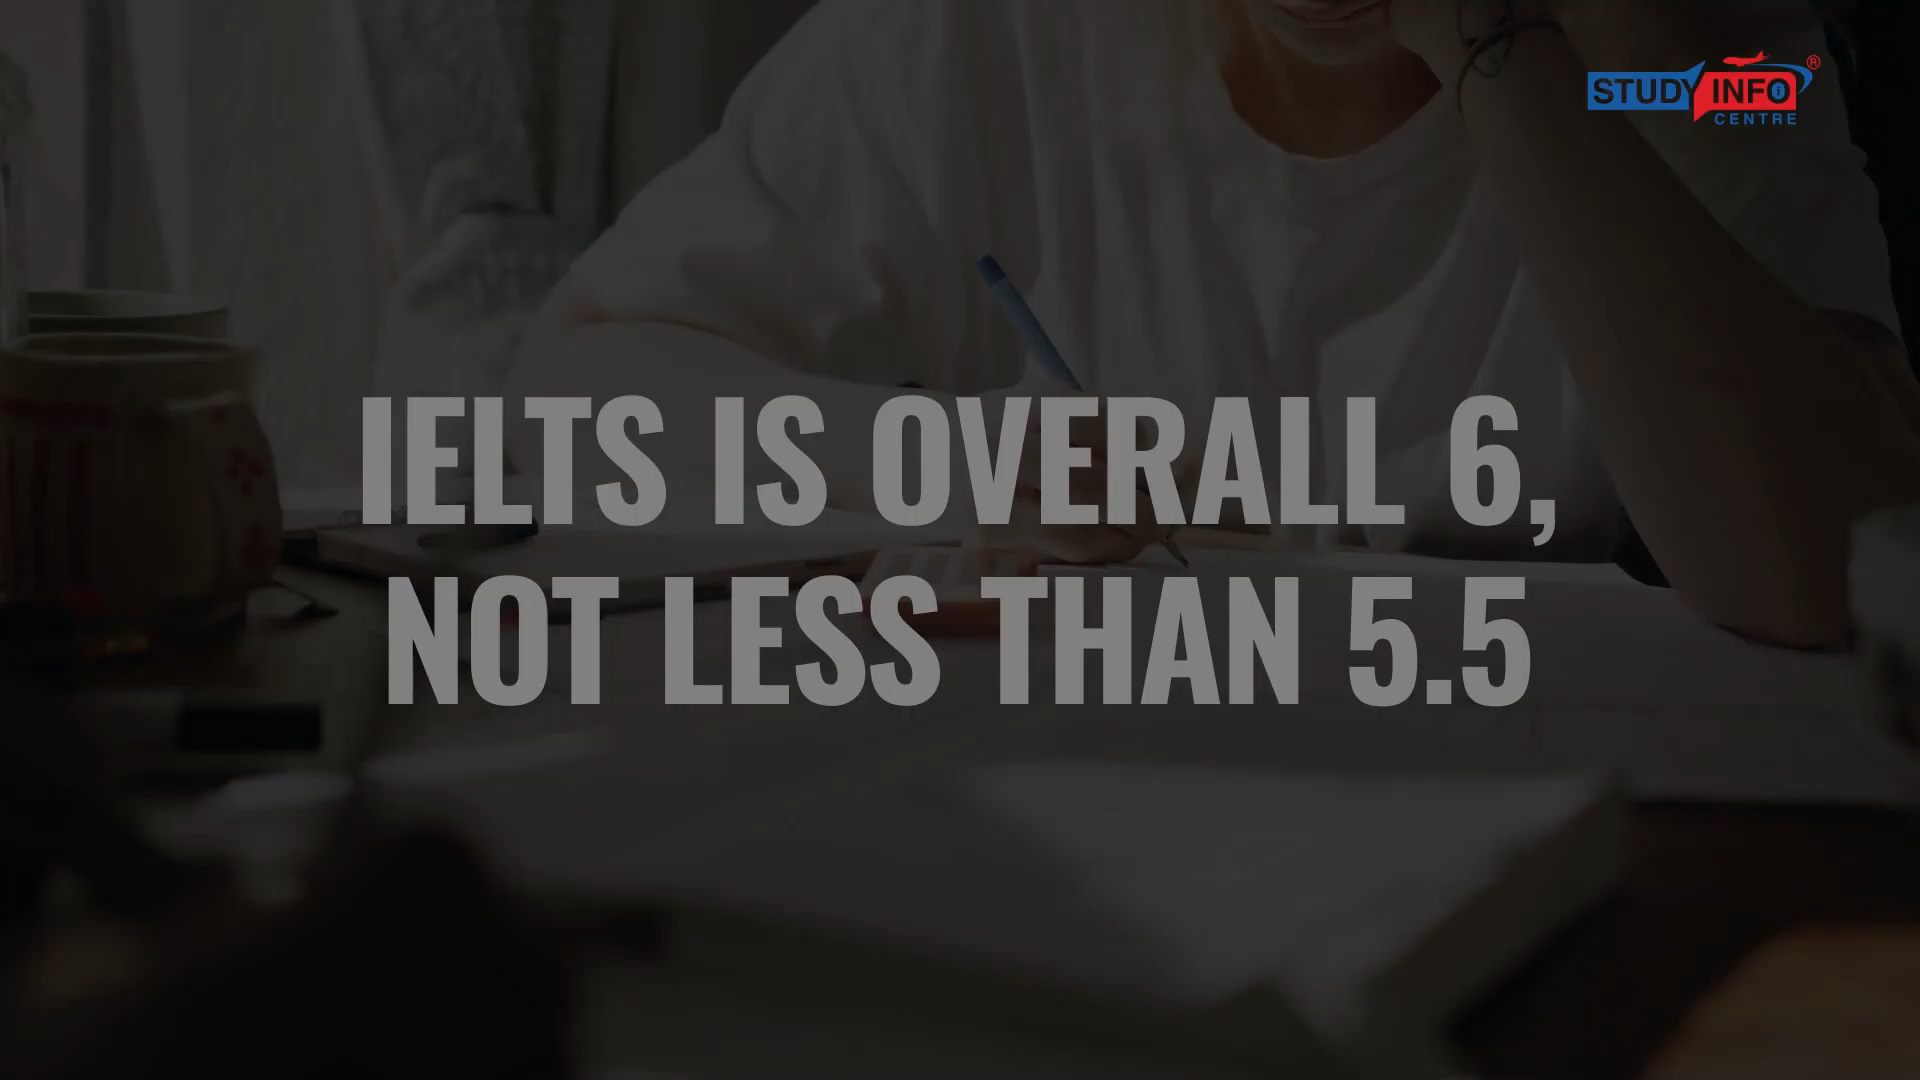 STUDY INFO ®
CENTRE
IELTS IS OVERALL 6,
NOT LESS THAN 5.5